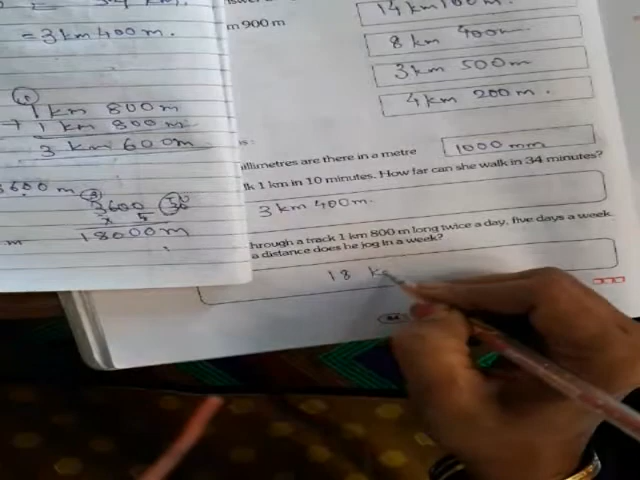 = 3 km 400 m.
1 km 800 m
+ 1 km 800 m
3 km 600 m
3600 m
3600
× 5
18000 m
m 900 m
14 km 100 m.
8 km 400 m
3 km 500 m
4 km 200 m.
illimetres are there in a metre
1000 mm
lk 1 km in 10 minutes. How far can she walk in 34 minutes?
3 km 400 m.
hrough a track 1 km 800 m long twice a day, five days a week.
a distance does he jog in a week?
18 k